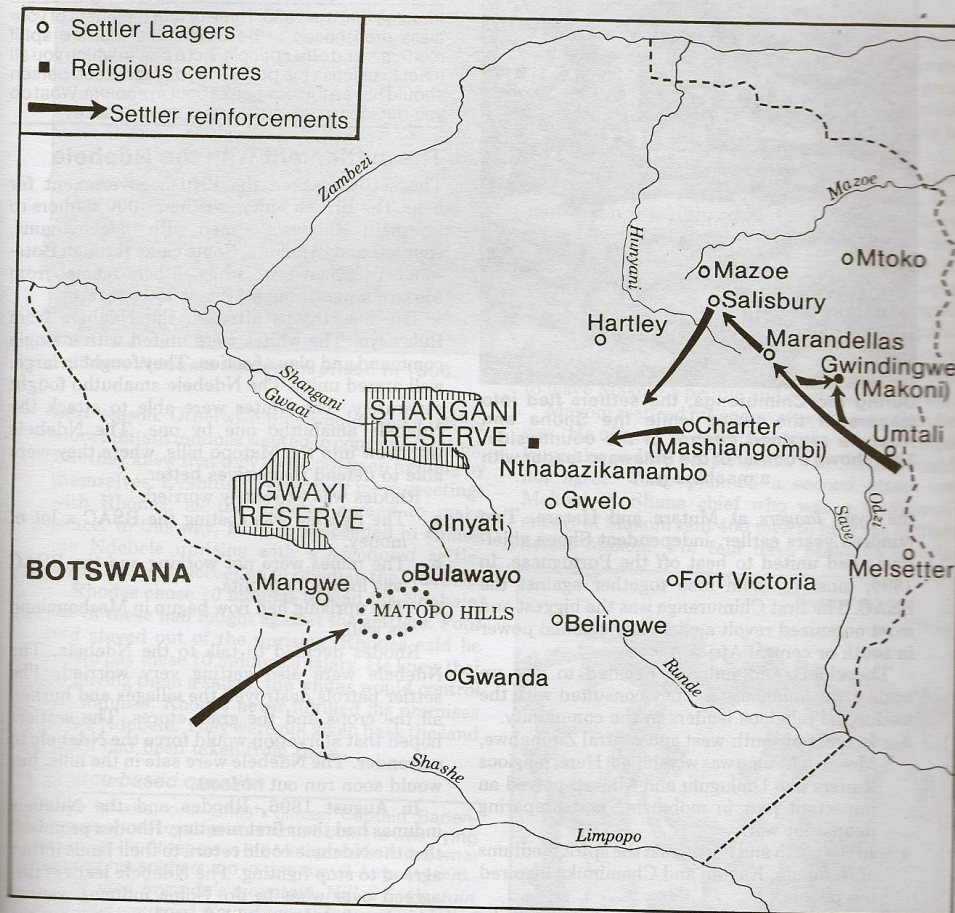 Settler Laagers
Religious centres
Settler reinforcements
Zambezi
Mazoe
Hunyani
Mtoko
Mazoe
Salisbury
Hartley
Marandellas
Gwindingwe
(Makoni)
Shangani
Gwaai
SHANGANI
RESERVE
Charter
(Mashiangombi)
Umtali
Nthabazikamambo
GWAYI
RESERVE
Gwelo
Inyati
Save
Odzi
BOTSWANA
Mangwe
Bulawayo
Fort Victoria
Melsetter
MATOPO HILLS
Belingwe
Gwanda
Runde
Shashe
Limpopo